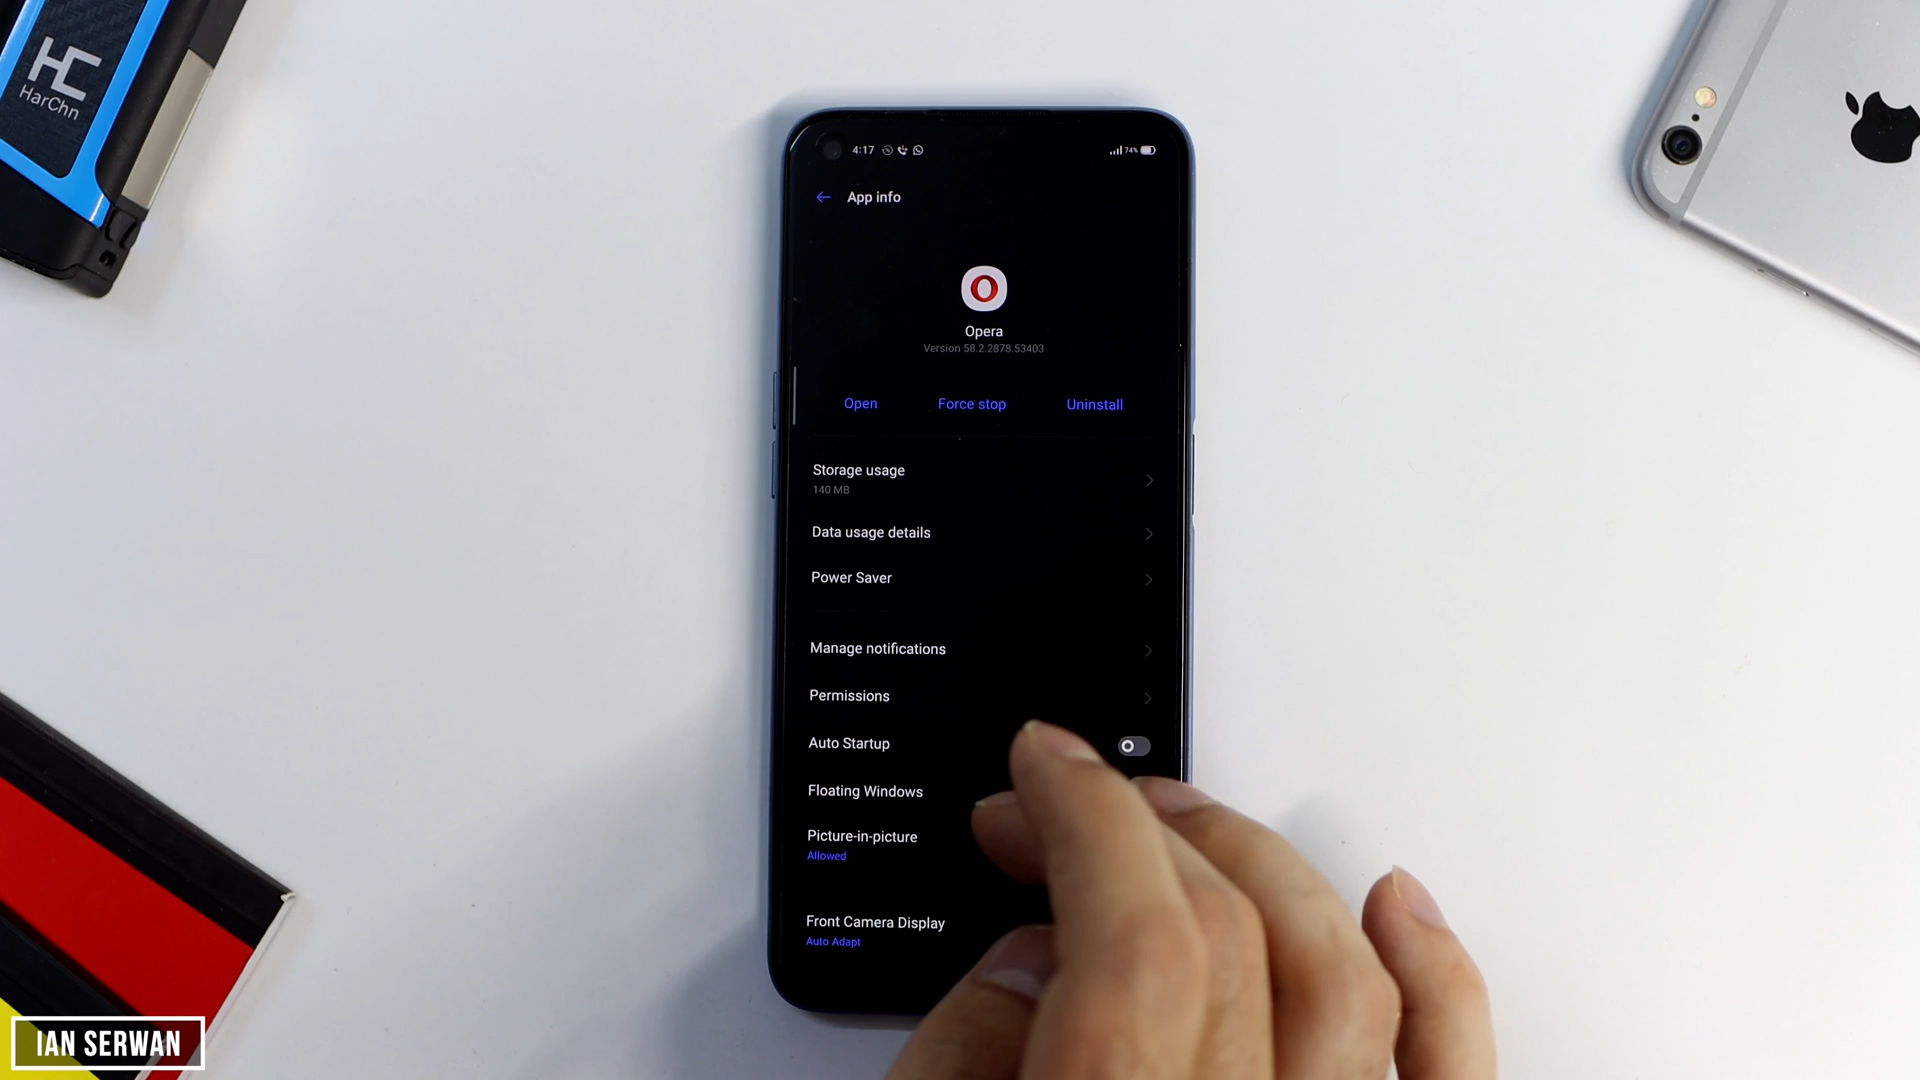 HC
HarChn
4:17
74%
App info
Opera
Version 58.2.2878.53403
Open
Force stop
Uninstall
Storage usage
140 MB
Data usage details
Power Saver
Manage notifications
Permissions
Auto Startup
Floating Windows
Picture-in-picture
Allowed
Front Camera Display
Auto Adapt
IAN SERWAN